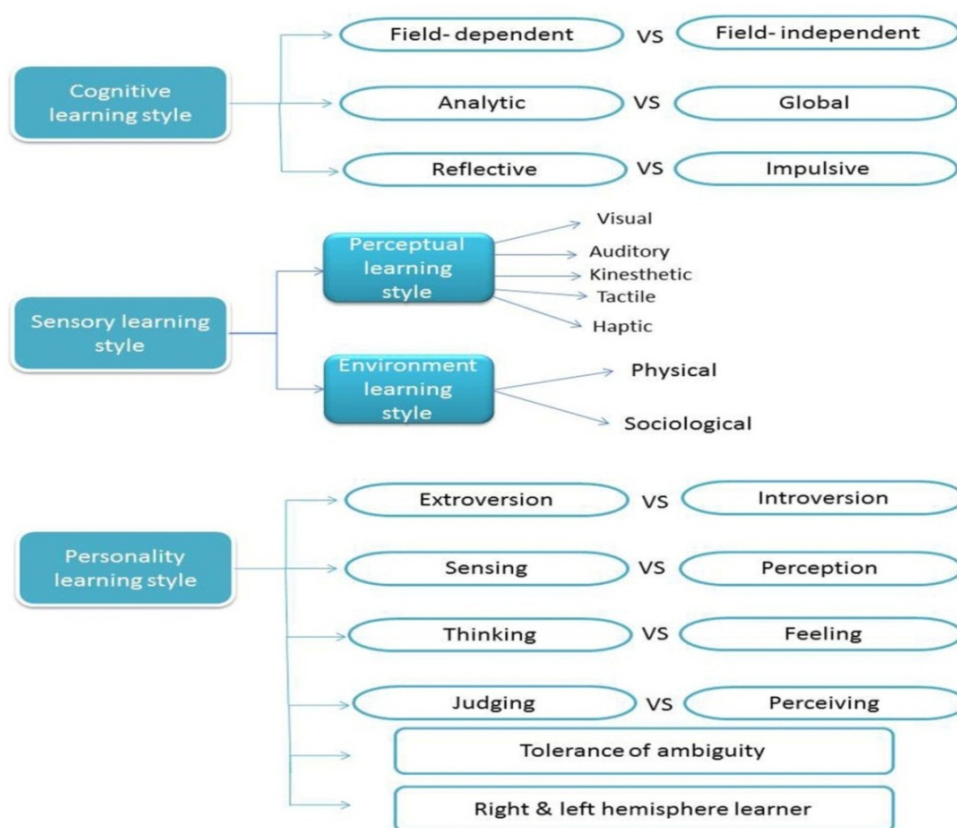 Field- dependent VS Field- independent
Cognitive
learning style
Analytic VS Global
Reflective VS Impulsive
Perceptual
learning
style
Visual
Auditory
Kinesthetic
Tactile
Haptic
Sensory learning
style
Environment
learning
style
Physical
Sociological
Extroversion VS Introversion
Personality
learning style
Sensing VS Perception
Thinking VS Feeling
Judging VS Perceiving
Tolerance of ambiguity
Right & left hemisphere learner